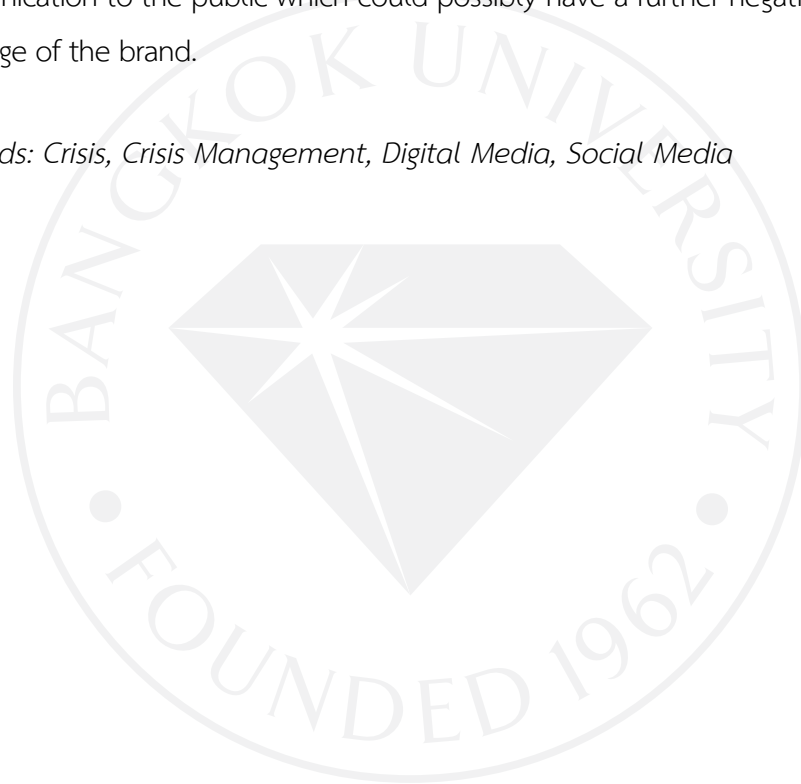 nication to the public which could possibly have a further negati
ge of the brand.
ds: Crisis, Crisis Management, Digital Media, Social Media
BANGKOK UNIVERSITY
FOUNDED 1962